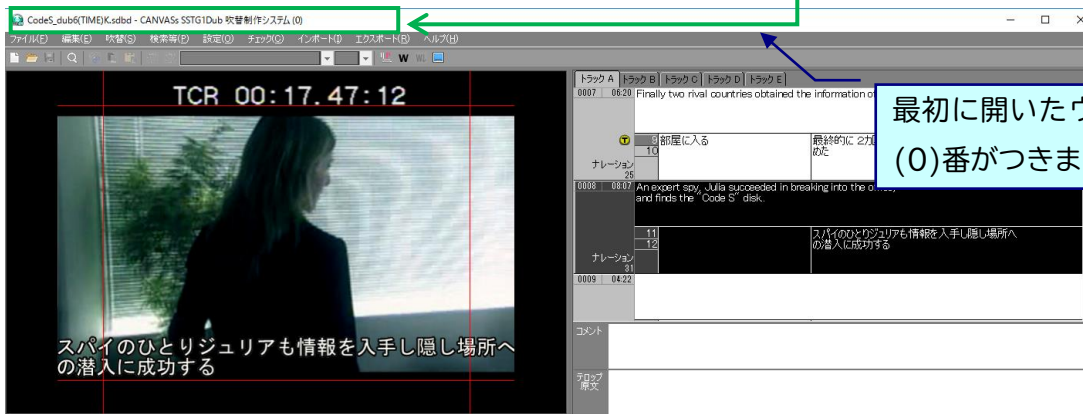 CodeS_dub6(TIME)K.sdbd - CANVASs SSTG1Dub 吹替制作システム (0)
ファイル(F) 編集(E) 吹替(S) 検索等(P) 設定(O) チェック(C) インポート(I) エクスポート(R) ヘルプ(H)
W
TCR 00:17.47:12
スパイのひとりジュリアも情報を入手し隠し場所へ
の潜入に成功する
トラック A トラック B トラック C トラック D トラック E
0007 06:20 Finally two rival countries obtained the information o
T 9 部屋に入る 最終的に 2カ
10 めた
ナレーション
25
0008 08:07 An expert spy, Julia succeeded in breaking into the o
and finds the "Code S" disk.
11 スパイのひとりジュリアも情報を入手し隠し場所へ
12 の潜入に成功する
ナレーション
31
0009 04:22
コメント
テロップ
原文
最初に開いたウ
(0)番がつきま